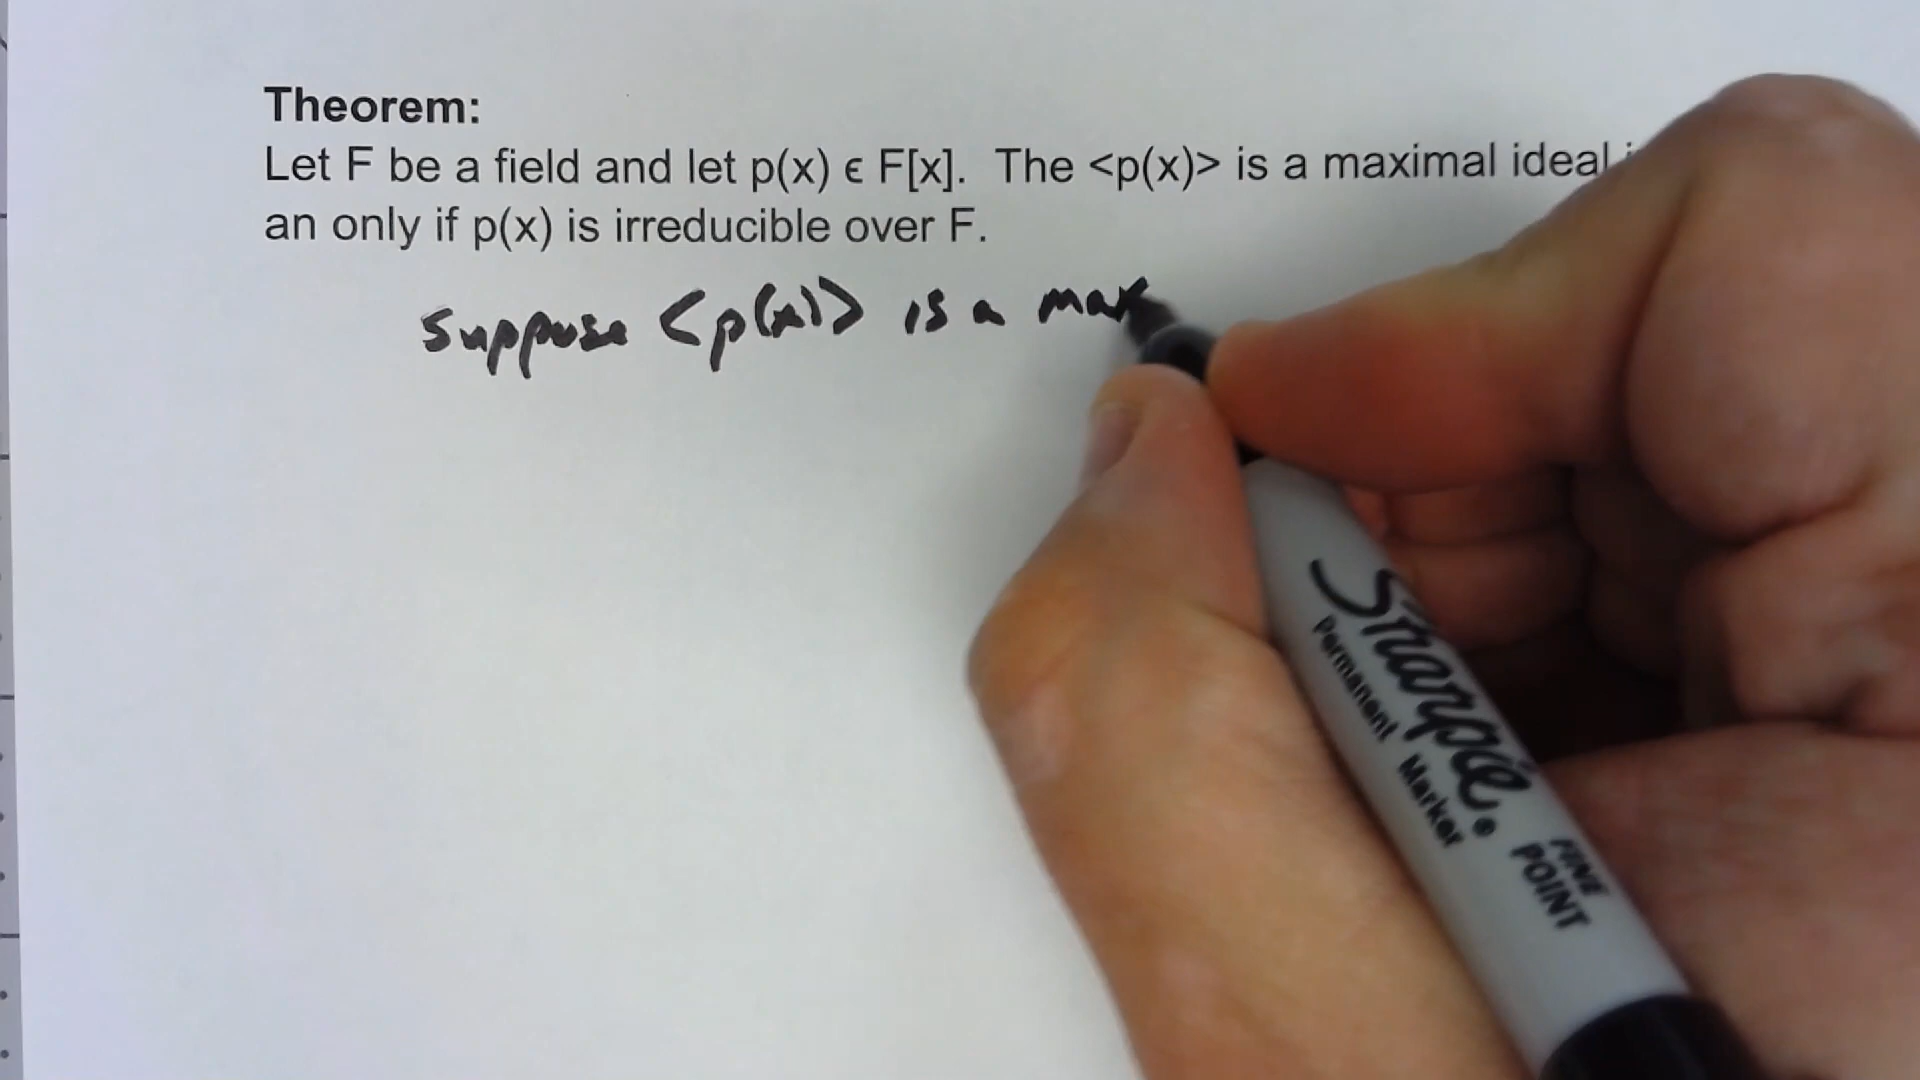 Theorem:
Let F be a field and let p(x) ϵ F[x]. The <p(x)> is a maximal ideal
an only if p(x) is irreducible over F.
Suppose <p(x)> is a max
Sharpie.
Permanent Marker
FINE
POINT